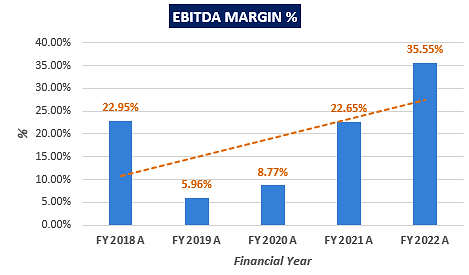 EBITDA MARGIN %
40.00%
35.00%
30.00%
25.00%
20.00%
15.00%
10.00%
5.00%
0.00%
%
22.95%
5.96%
8.77%
22.65%
35.55%
FY 2018 A
FY 2019 A
FY 2020 A
FY 2021 A
FY 2022 A
Financial Year